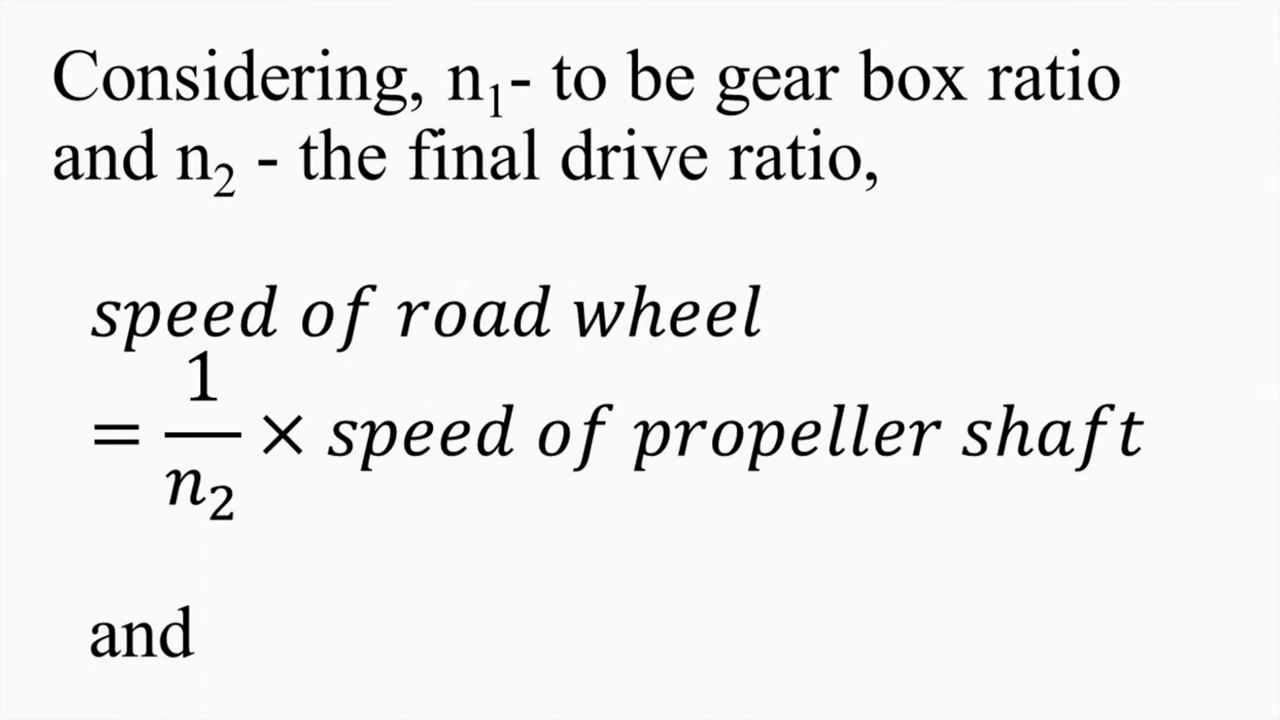 Considering, n₁- to be gear box ratio
and n₂ - the final drive ratio,
speed of road wheel
= 1/n₂ × speed of propeller shaft
and